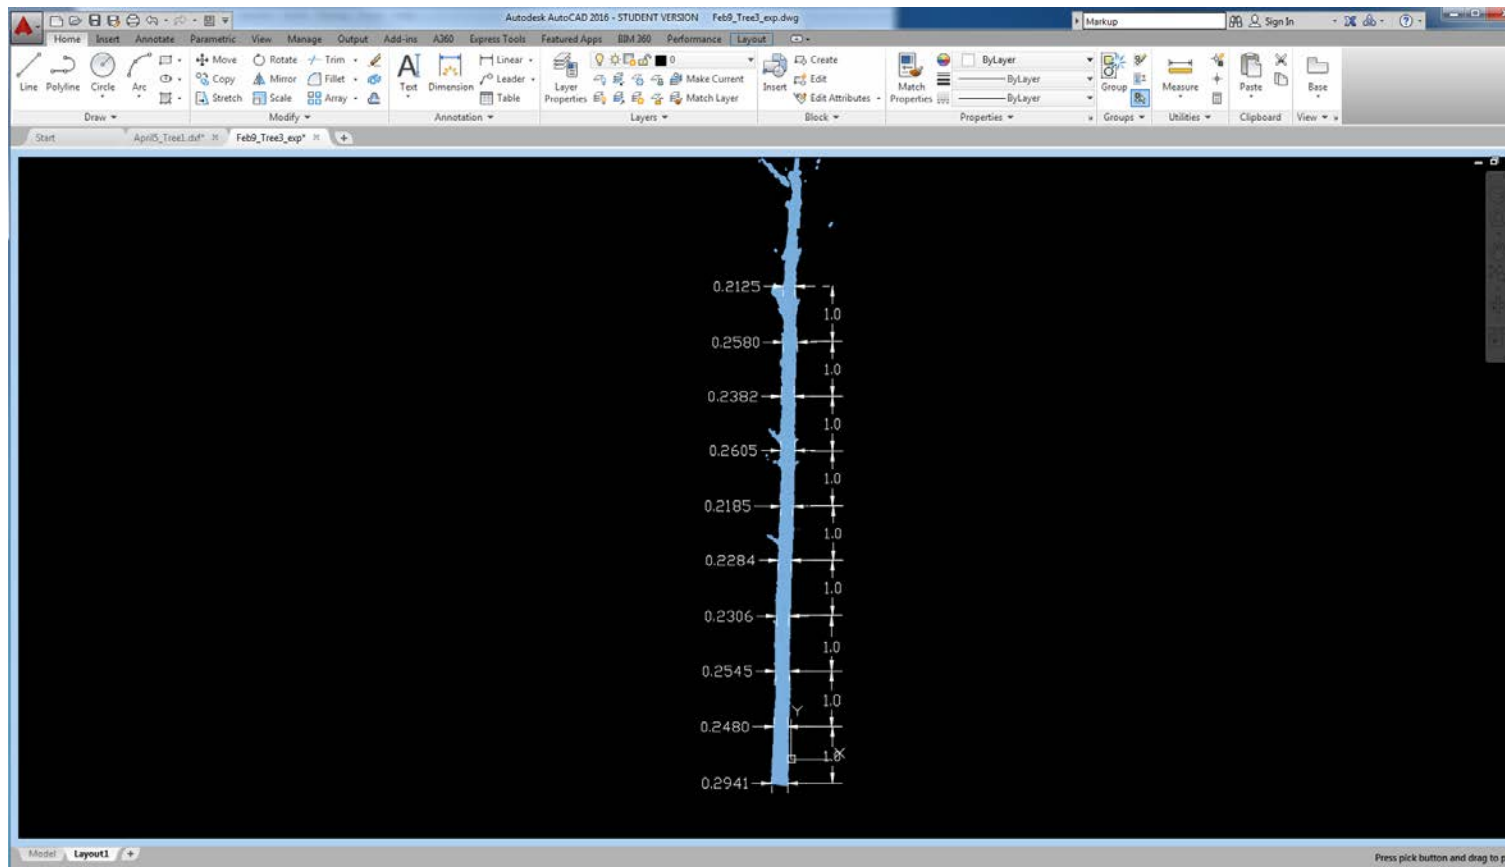 Autodesk AutoCAD 2016 - STUDENT VERSION Feb9_Tree3_exp.dwg
Markup
Sign In
Home Insert Annotate Parametric View Manage Output Add-ins A360 Express Tools Featured Apps BIM 360 Performance Layout
Move Rotate Trim Linear 0 Create ByLayer
Copy Mirror Fillet Leader Make Current Edit ByLayer
Stretch Scale Array Table Match Layer Edit Attributes ByLayer
Line Polyline Circle Arc Text Dimension Layer Properties Insert Match Properties Group Measure Paste Base
Draw Modify Annotation Layers Block Properties Groups Utilities Clipboard View
Start April5_Tree1.dxf* Feb9_Tree3_exp*
0.2125
1.0
0.2580
1.0
0.2382
1.0
0.2605
1.0
0.2185
1.0
0.2284
1.0
0.2306
1.0
0.2545
1.0
Y
0.2480
1.0 X
0.2941
Model Layout1
Press pick button and drag to p